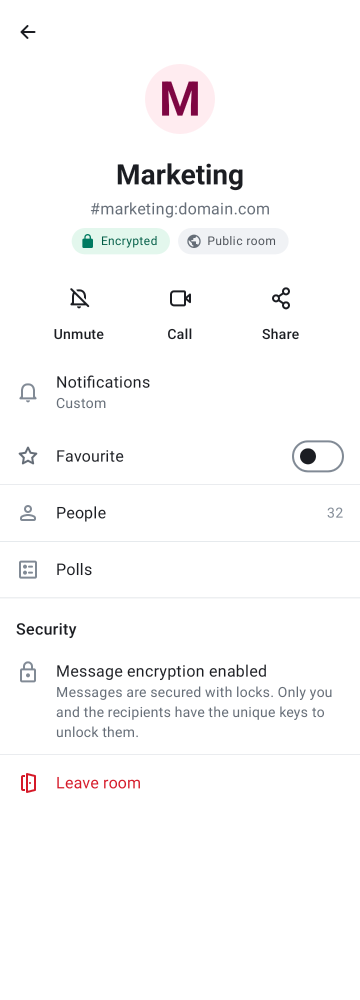 M
Marketing
#marketing:domain.com
Encrypted
Public room
Unmute
Call
Share
Notifications
Custom
Favourite
People
32
Polls
Security
Message encryption enabled
Messages are secured with locks. Only you
and the recipients have the unique keys to
unlock them.
Leave room